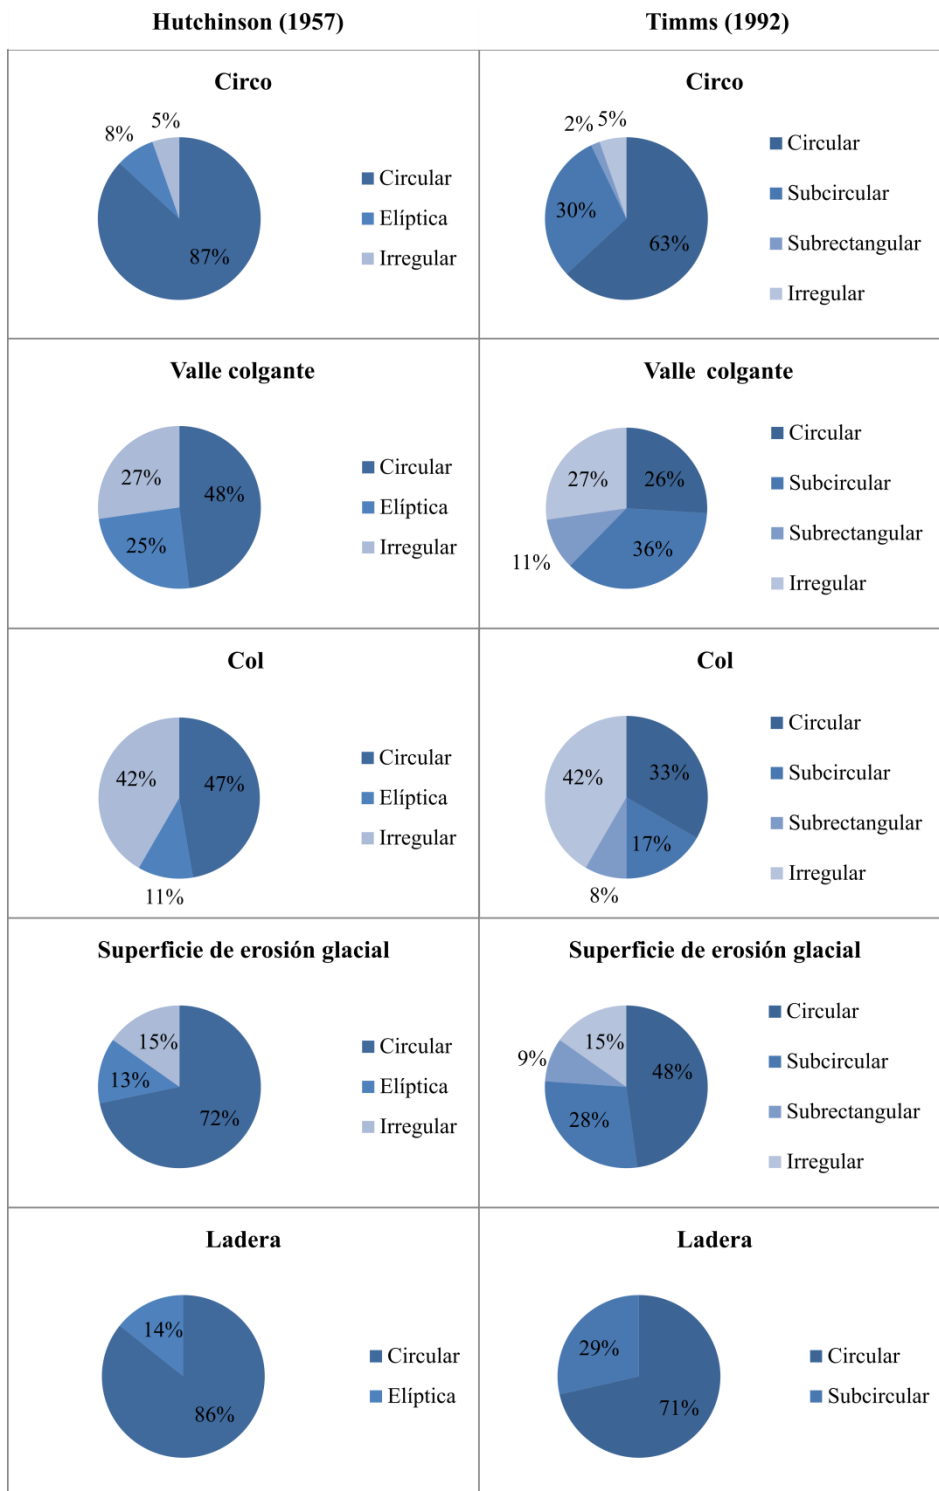 Hutchinson (1957)
Timms (1992)
Circo
5%
8%
87%
Circular
Elíptica
Irregular
Circo
2%
5%
30%
63%
Circular
Subcircular
Subrectangular
Irregular
Valle colgante
27%
48%
25%
Circular
Elíptica
Irregular
Valle colgante
27%
26%
36%
11%
Circular
Subcircular
Subrectangular
Irregular
Col
42%
47%
11%
Circular
Elíptica
Irregular
Col
42%
33%
17%
8%
Circular
Subcircular
Subrectangular
Irregular
Superficie de erosión glacial
15%
13%
72%
Circular
Elíptica
Irregular
Superficie de erosión glacial
15%
9%
48%
28%
Circular
Subcircular
Subrectangular
Irregular
Ladera
14%
86%
Circular
Elíptica
Ladera
29%
71%
Circular
Subcircular